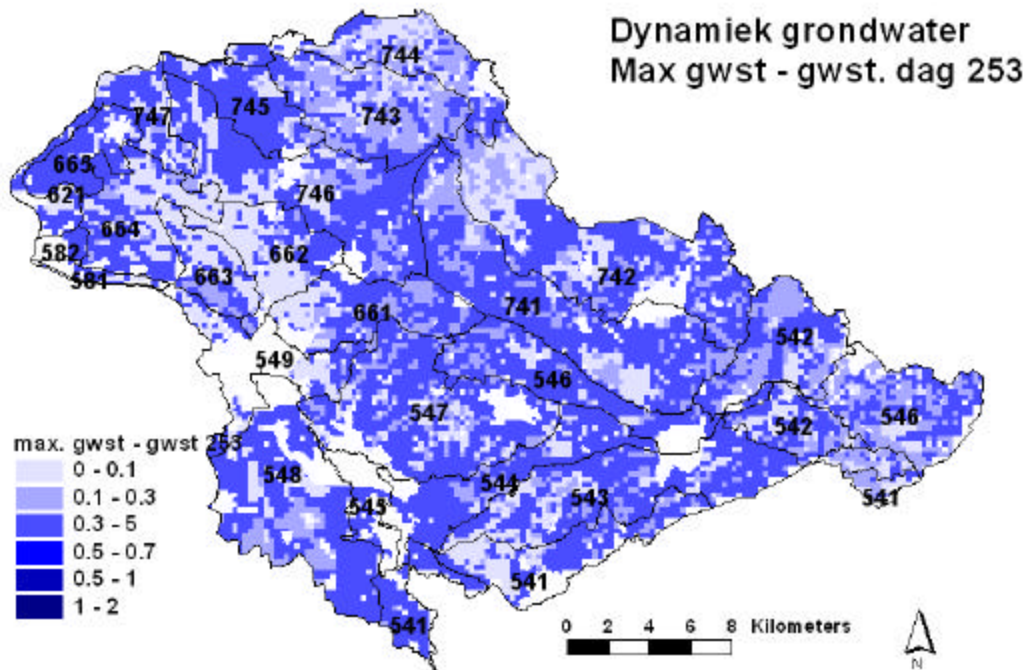 Dynamiek grondwater
Max gwst - gwst. dag 253
744
745
747
743
665
621
746
664
582
662
581
663
742
741
661
542
549
546
547
546
542
548
544
543
545
541
541
541
max. gwst - gwst 253
0 - 0.1
0.1 - 0.3
0.3 - 5
0.5 - 0.7
0.5 - 1
1 - 2
0 2 4 6 8 Kilometers
N